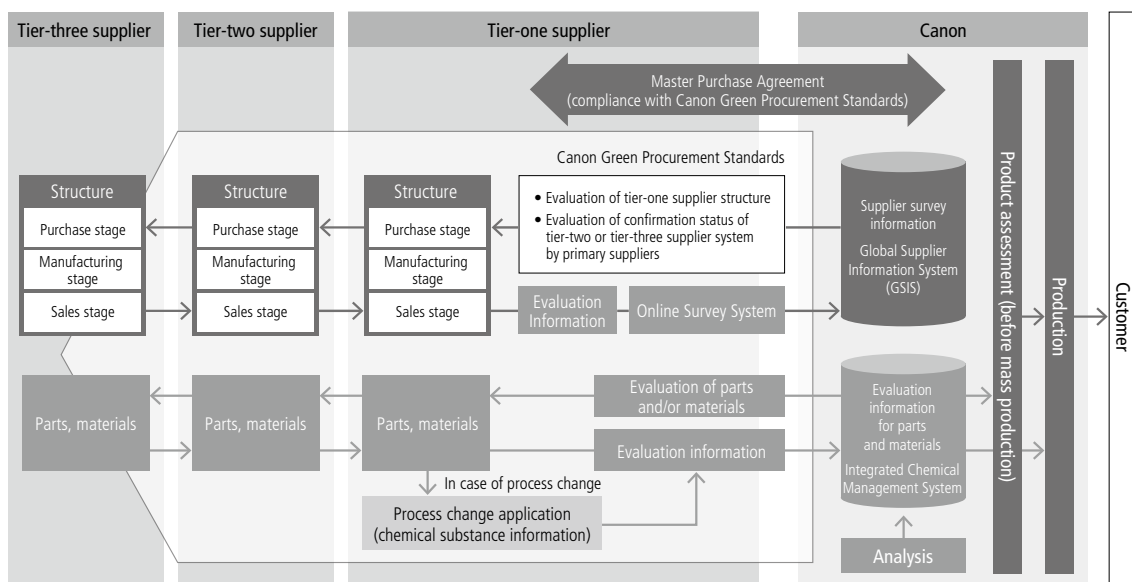 Tier-three supplier
Tier-two supplier
Tier-one supplier
Canon
Master Purchase Agreement
(compliance with Canon Green Procurement Standards)
Canon Green Procurement Standards
• Evaluation of tier-one supplier structure
• Evaluation of confirmation status of
tier-two or tier-three supplier system
by primary suppliers
Structure
Purchase stage
Manufacturing
stage
Sales stage
Structure
Purchase stage
Manufacturing
stage
Sales stage
Structure
Purchase stage
Manufacturing
stage
Sales stage
Evaluation
Information
Online Survey System
Supplier survey
information
Global Supplier
Information System
(GSIS)
Parts, materials
Parts, materials
Parts, materials
Evaluation of parts
and/or materials
Evaluation information
In case of process change
Process change application
(chemical substance information)
Evaluation
information
for parts
and materials
Integrated Chemical
Management System
Analysis
Product assessment (before mass production)
Production
Customer